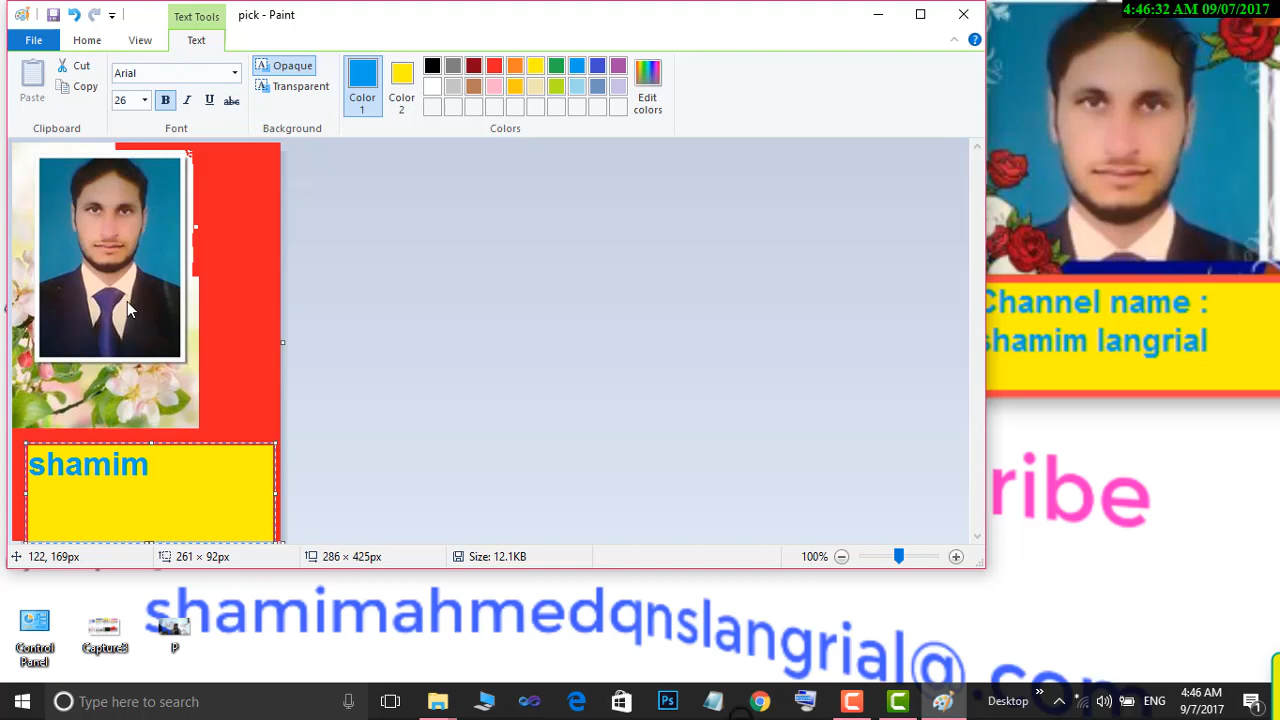 4:46:32 AM 09/07/2017
Text Tools
pick - Paint
File
Home
View
Text
Paste
Cut
Copy
Clipboard
Arial
26
B
I
U
abc
Font
Opaque
Transparent
Background
Color 1
Color 2
Edit colors
Colors
shamim
122, 169px
261 × 92px
286 × 425px
Size: 12.1KB
100%
Channel name :
shamim langrial
ribe
shamimahmedqnslangrial@.com
Control Panel
Capture3
P
Type here to search
Desktop
ENG
4:46 AM
9/7/2017
1